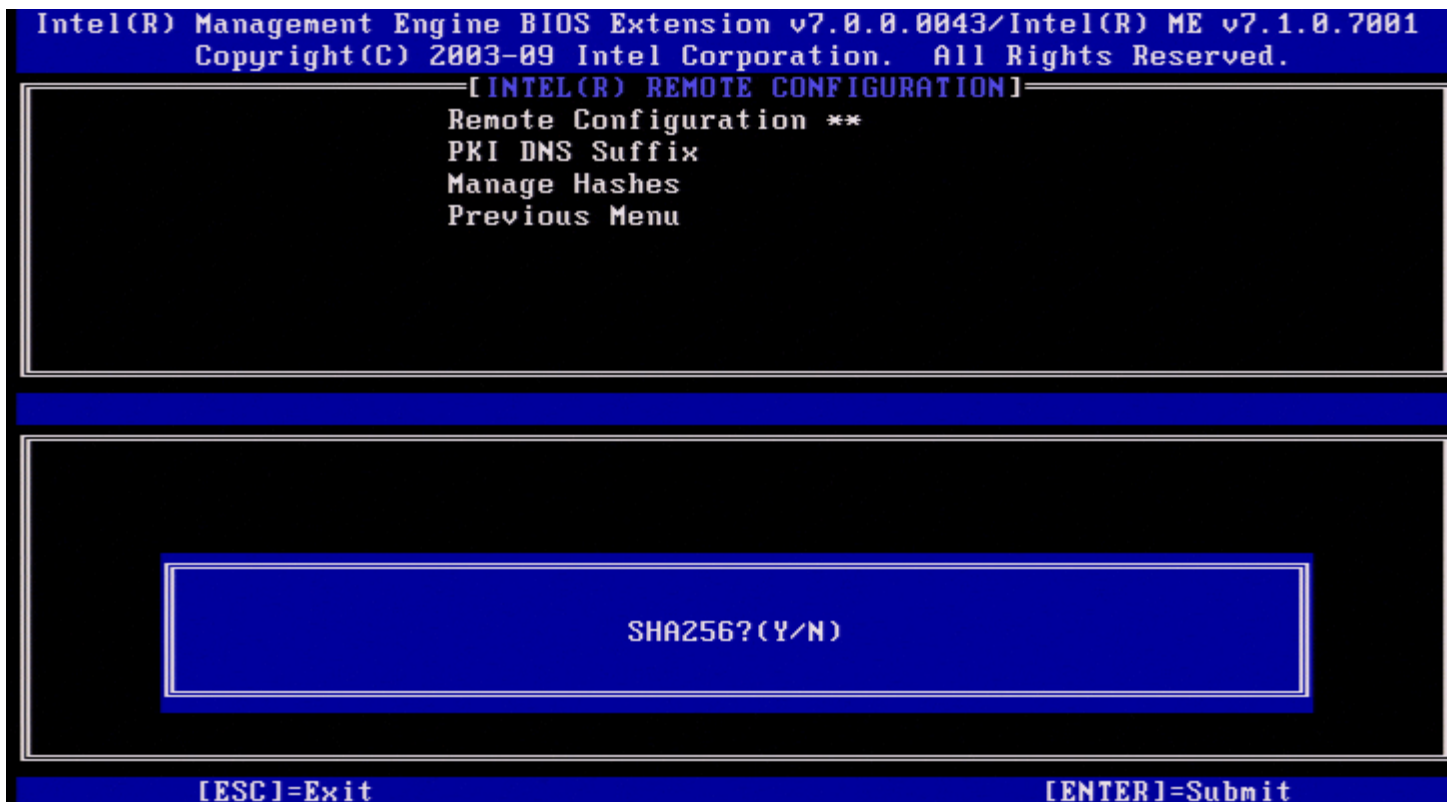 Intel(R) Management Engine BIOS Extension v7.0.0.0043/Intel(R) ME v7.1.0.7001
Copyright(C) 2003-09 Intel Corporation. All Rights Reserved.
[INTEL(R) REMOTE CONFIGURATION]
Remote Configuration **
PKI DNS Suffix
Manage Hashes
Previous Menu
SHA256?(Y/N)
[ESC]=Exit [ENTER]=Submit